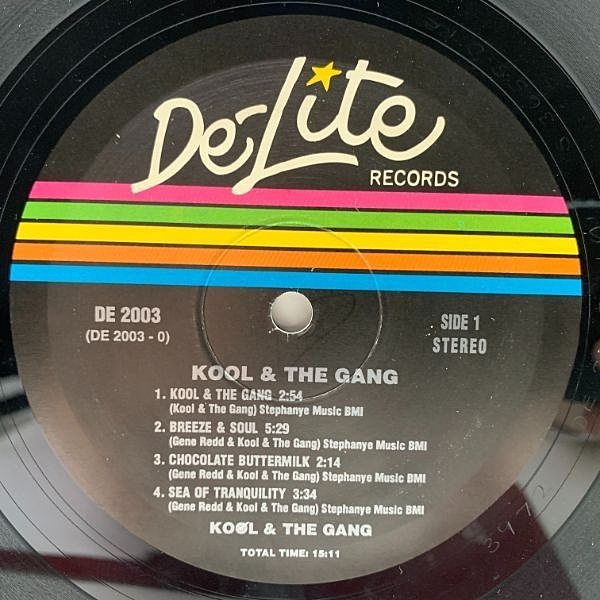 De-Lite
RECORDS
DE 2003
(DE 2003 - 0)
SIDE 1
STEREO
KOOL & THE GANG
1. KOOL & THE GANG 2:54
(Kool & The Gang) Stephanye Music BMI
2. BREEZE & SOUL 5:29
(Gene Redd & Kool & The Gang) Stephanye Music BMI
3. CHOCOLATE BUTTERMILK 2:14
(Gene Redd & Kool & The Gang) Stephanye Music BMI
4. SEA OF TRANQUILITY 3:34
(Gene Redd & Kool & The Gang) Stephanye Music BMI
KOOL & THE GANG
TOTAL TIME: 15:11